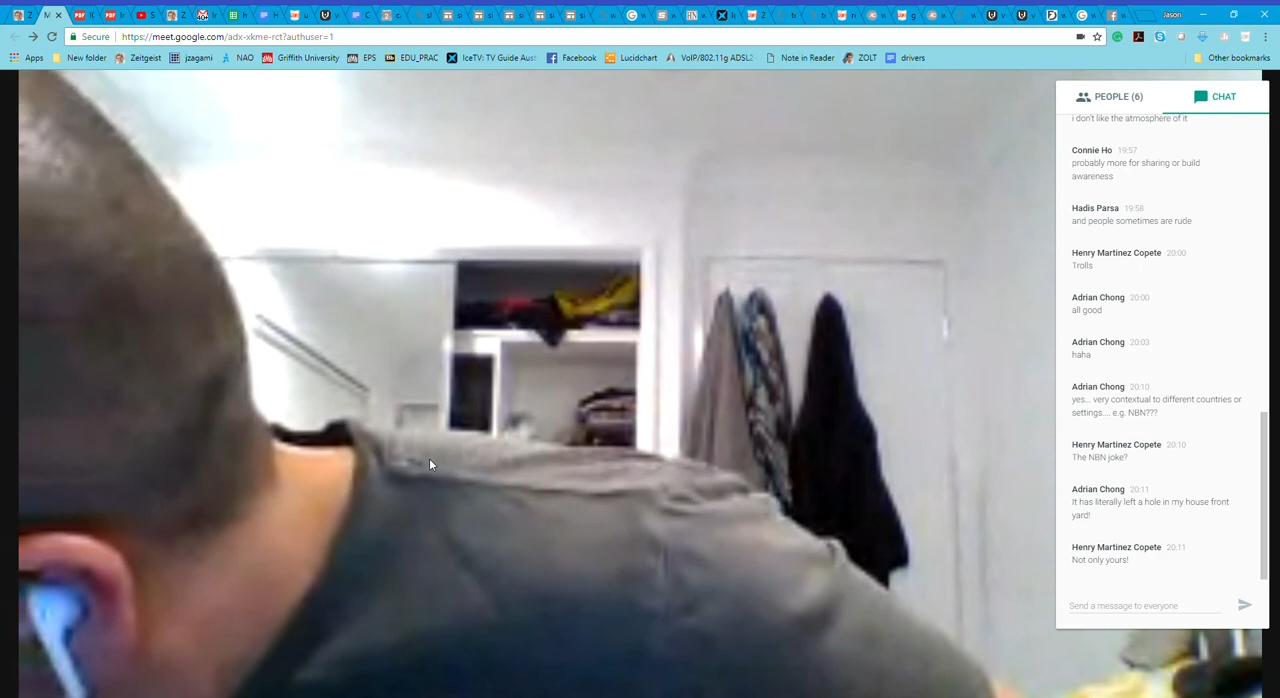 Jason
Secure
https://meet.google.com/adx-xkme-rct?authuser=1
Apps New folder Zeitgeist jzagami NAO Griffith University EPS EDU_PRAC IceTV: TV Guide Aust Facebook Lucidchart VoIP/802.11g ADSL2 Note in Reader ZOLT drivers Other bookmarks
PEOPLE (6) CHAT
i don't like the atmosphere of it
Connie Ho 19:57
probably more for sharing or build
awareness
Hadis Parsa 19:58
and people sometimes are rude
Henry Martinez Copete 20:00
Trolls
Adrian Chong 20:00
all good
Adrian Chong 20:03
haha
Adrian Chong 20:10
yes... very contextual to different countries or
settings.... e.g. NBN???
Henry Martinez Copete 20:10
The NBN joke?
Adrian Chong 20:11
It has literally left a hole in my house front
yard!
Henry Martinez Copete 20:11
Not only yours!
Send a message to everyone